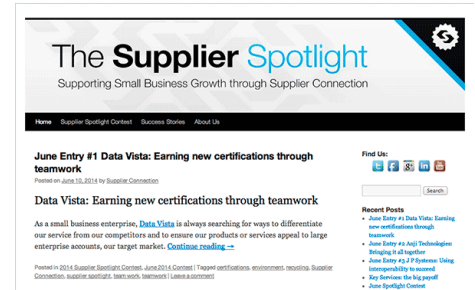 The Supplier Spotlight
Supporting Small Business Growth through Supplier Connection
Home Supplier Spotlight Contest Success Stories About Us
June Entry #1 Data Vista: Earning new certifications through
teamwork
Posted on June 10, 2014 by Supplier Connection
Data Vista: Earning new certifications through teamwork
As a small business enterprise, Data Vista is always searching for ways to differentiate
our service from our competitors and to ensure our products or services appeal to large
enterprise accounts, our target market. Continue reading →
Posted in 2014 Supplier Spotlight Contest, June 2014 Contest | Tagged certifications, environment, recycling, Supplier
Connection, supplier spotlight, team work, teamwork | Leave a comment
Find Us:
Search
Recent Posts
June Entry #1 Data Vista: Earning
new certifications through
teamwork
June Entry #2 Anji Technologies:
Bringing it all together
June Entry #3 J P Systems: Using
Interoperability to succeed
Key Services: the big payoff
June Spotlight Contest